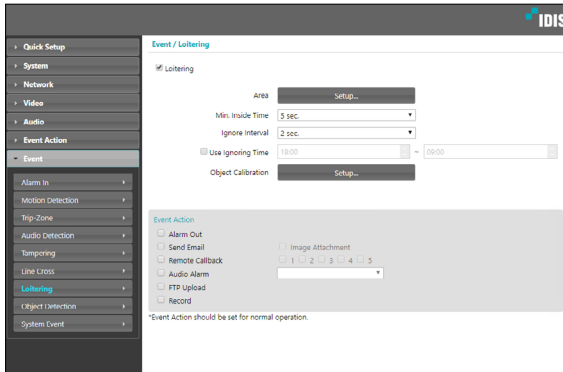 IDIS
Quick Setup
System
Network
Video
Audio
Event Action
Event
Alarm In
Motion Detection
Trip-Zone
Audio Detection
Tampering
Line Cross
Loitering
Object Detection
System Event
Event / Loitering
Loitering
Area Setup...
Min. Inside Time 5 sec.
Ignore Interval 2 sec.
Use Ignoring Time 18:00 ~ 09:00
Object Calibration Setup...
Event Action
Alarm Out
Send Email Image Attachment
Remote Callback 1 2 3 4 5
Audio Alarm
FTP Upload
Record
*Event Action should be set for normal operation.